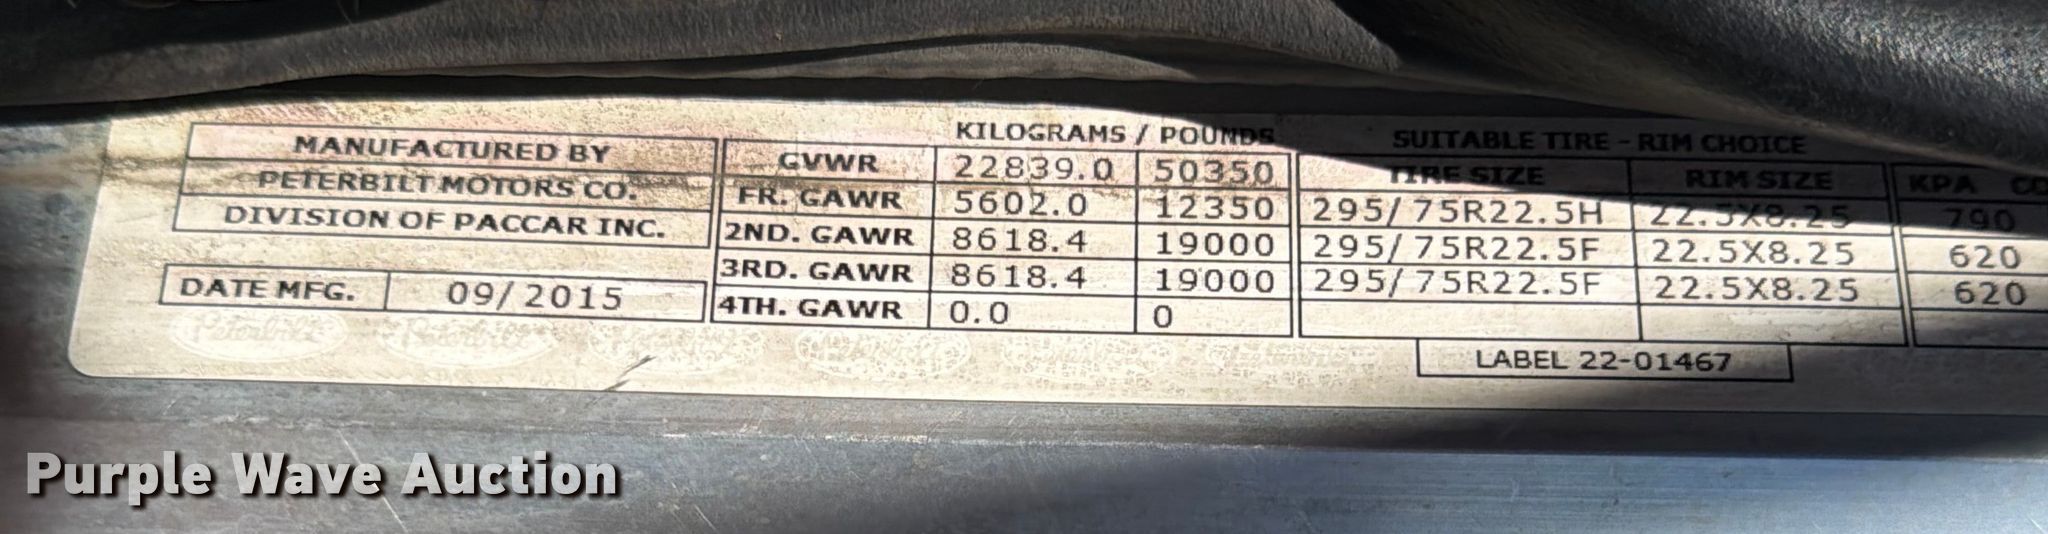 KILOGRAMS / POUNDS SUITABLE TIRE - RIM CHOICE
MANUFACTURED BY
PETERBILT MOTORS CO.
DIVISION OF PACCAR INC.
DATE MFG. 09/2015
GVWR 22839.0 50350 TIRE SIZE RIM SIZE KPA
FR. GAWR 5602.0 12350 295/75R22.5H 22.5X8.25 790
2ND. GAWR 8618.4 19000 295/75R22.5F 22.5X8.25 620
3RD. GAWR 8618.4 19000 295/75R22.5F 22.5X8.25 620
4TH. GAWR 0.0 0
LABEL 22-01467
Peterbilt Peterbilt
Purple Wave Auction